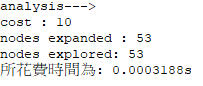 analysis--->
cost : 10
nodes expanded : 53
nodes explored: 53
所花費時間為: 0.0003188s